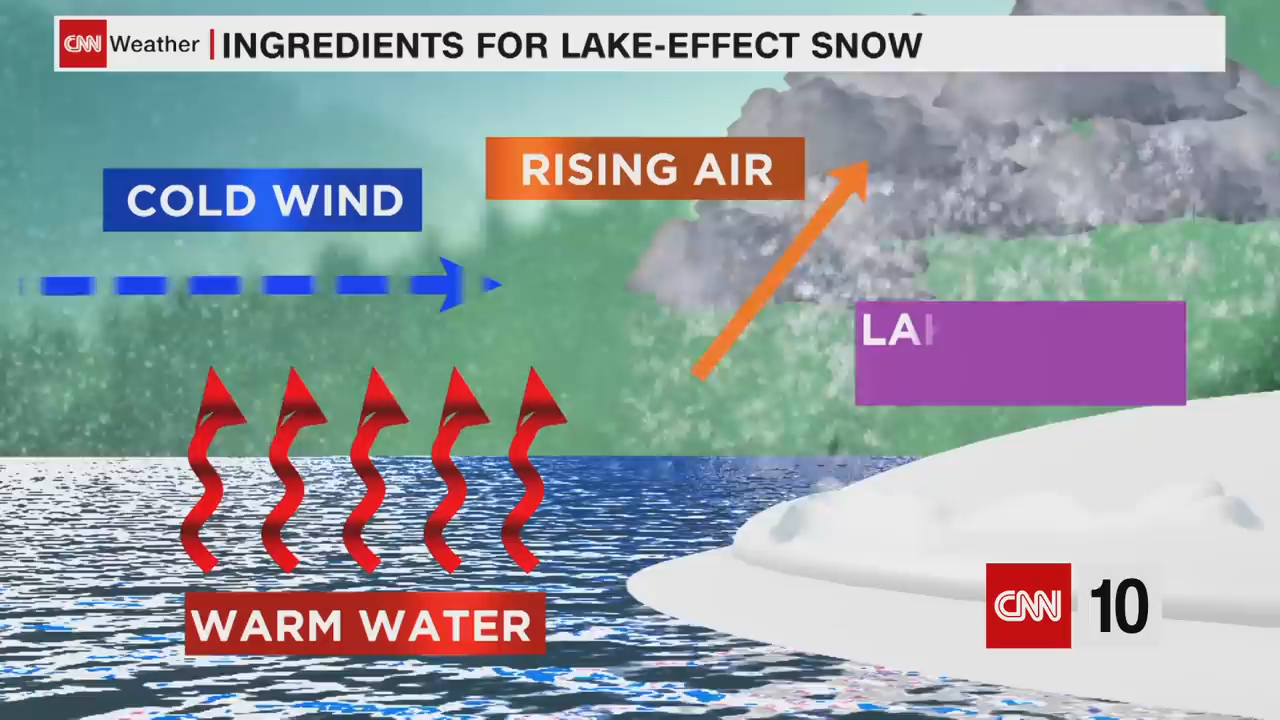 CNN Weather INGREDIENTS FOR LAKE-EFFECT SNOW
RISING AIR
COLD WIND
LA
WARM WATER
CNN 10